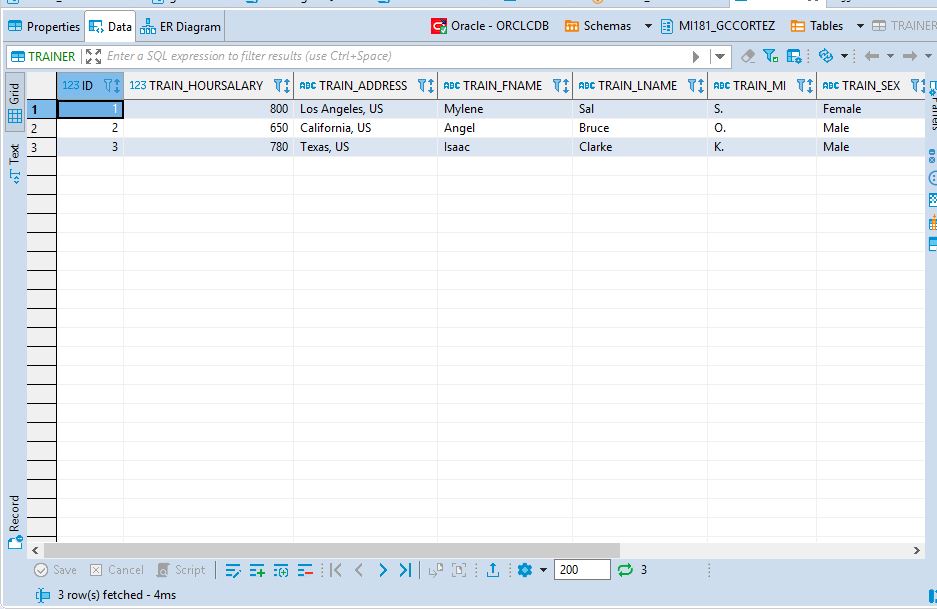 Properties Data ER Diagram Oracle - ORCLCDB Schemas MI181_GCCORTEZ Tables TRAINER
TRAINER Enter a SQL expression to filter results (use Ctrl+Space)
Grid
Text
Record
123 ID 123 TRAIN_HOURSALARY ABC TRAIN_ADDRESS ABC TRAIN_FNAME ABC TRAIN_LNAME ABC TRAIN_MI ABC TRAIN_SEX
1 1 800 Los Angeles, US Mylene Sal S. Female
2 2 650 California, US Angel Bruce O. Male
3 3 780 Texas, US Isaac Clarke K. Male
Panels
Save Cancel Script 200 3
3 row(s) fetched - 4ms